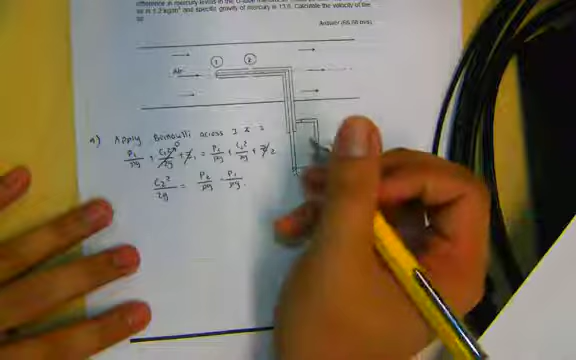 difference in mercury levels in the U-tube manometer
air is 1.2 kg/m³ and specific gravity of mercury is 13.6. Calculate the velocity of the
air.
Answer
① ②
Air
a) Apply Bernoulli across 1 & 2
P₁/ρg + C₁²/2g + Z₁ = P₂/ρg + C₂²/2g + Z₂
C₂²/2g = P₂/ρg - P₁/ρg